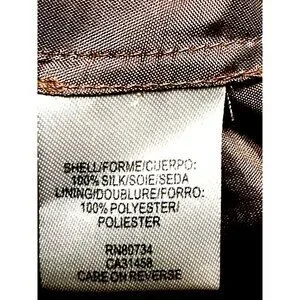 SHELL/FORME/CUERPO:
100% SILK/SOIE/SEDA
LINING/DOUBLURE/FORRO:
100% POLYESTER/
POLIESTER
RN80734
CA31458
CARE ON REVERSE